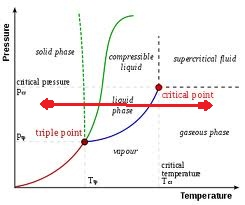 Pressure
solid phase
compressible
liquid
supercritical fluid
critical pressure
Pcr
critical point
liquid
phase
Ptp
triple point
gaseous phase
vapour
critical
temperature
Ttp
Tcr
Temperature